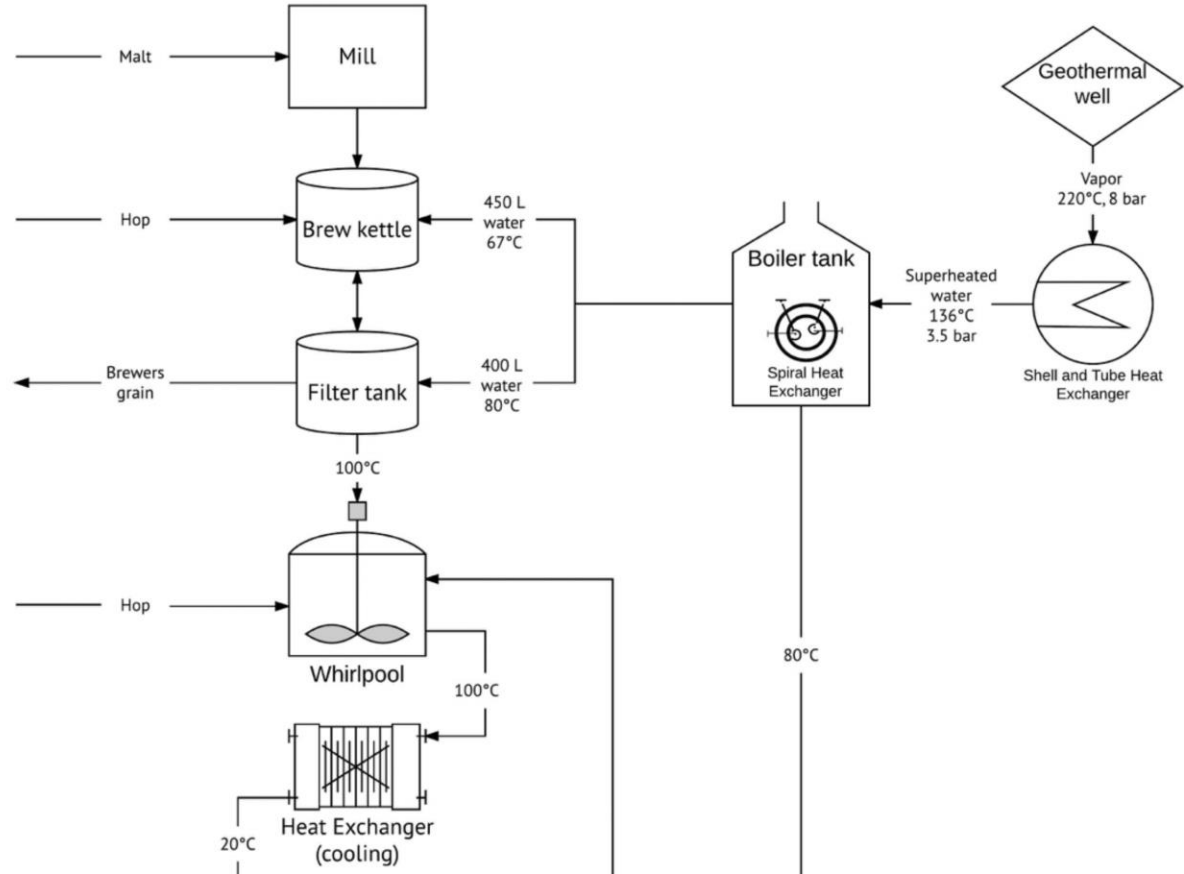 Malt
Mill
Geothermal
well
Vapor
220°C, 8 bar
Hop
Brew kettle
450 L
water
67°C
Boiler tank
Spiral Heat
Exchanger
Superheated
water
136°C
3.5 bar
Shell and Tube Heat
Exchanger
Brewers
grain
Filter tank
400 L
water
80°C
100°C
Hop
Whirlpool
100°C
80°C
Heat Exchanger
(cooling)
20°C